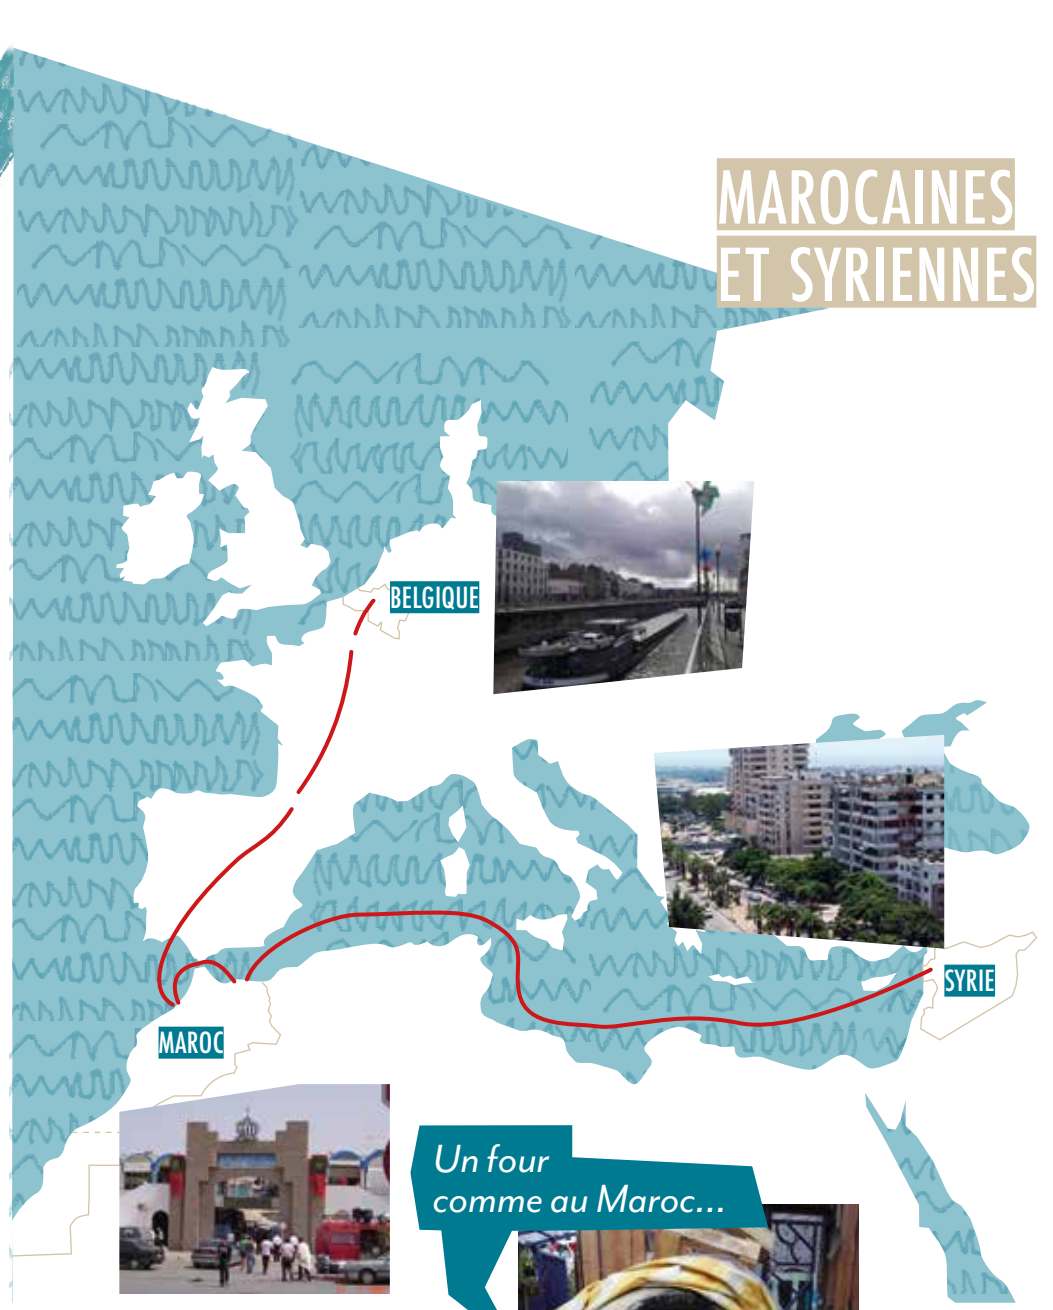 MAROCAINES
ET SYRIENNES
BELGIQUE
SYRIE
MAROC
Un four
comme au Maroc...